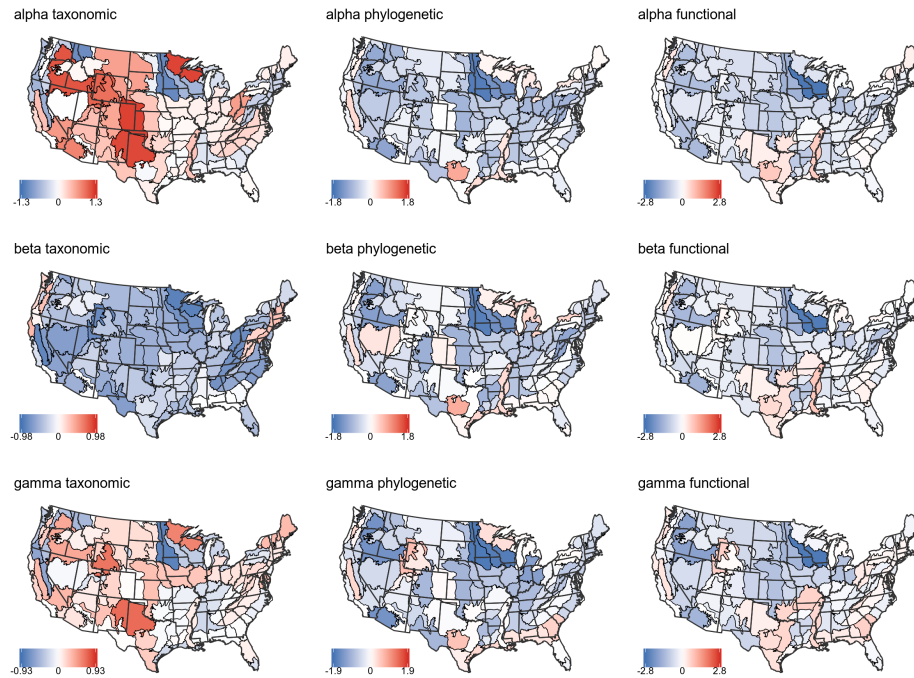 alpha taxonomic
alpha phylogenetic
alpha functional
-1.3 0 1.3
-1.8 0 1.8
-2.8 0 2.8
beta taxonomic
beta phylogenetic
beta functional
-0.98 0 0.98
-1.8 0 1.8
-2.8 0 2.8
gamma taxonomic
gamma phylogenetic
gamma functional
-0.93 0 0.93
-1.9 0 1.9
-2.8 0 2.8